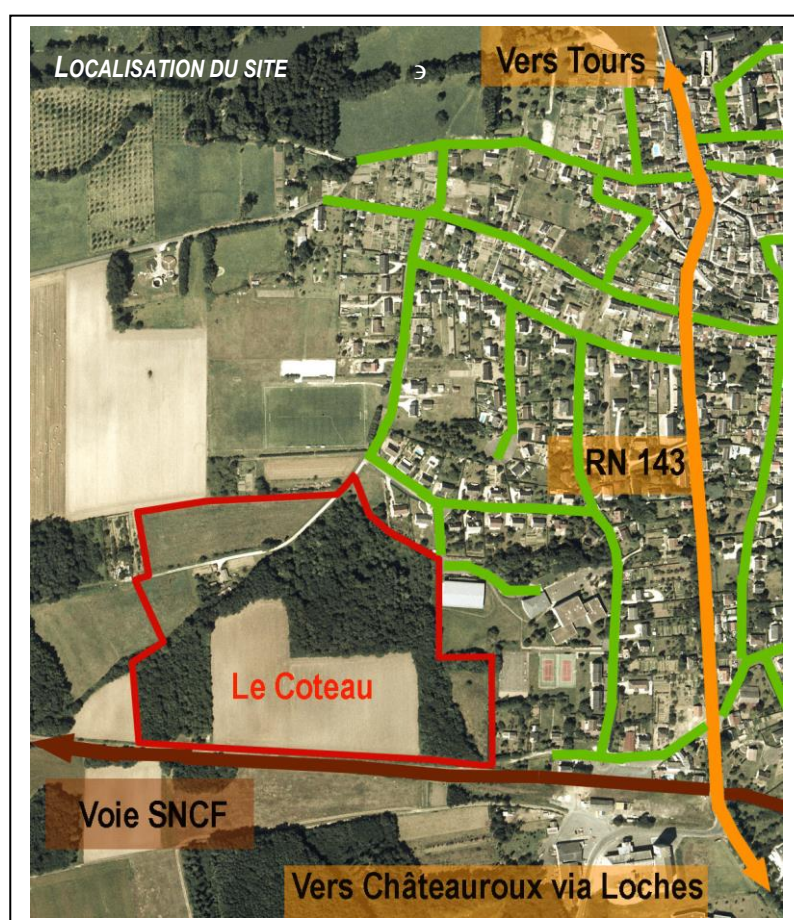 LOCALISATION DU SITE
϶
Vers Tours
RN 143
Le Coteau
Voie SNCF
Vers Châteauroux via Loches